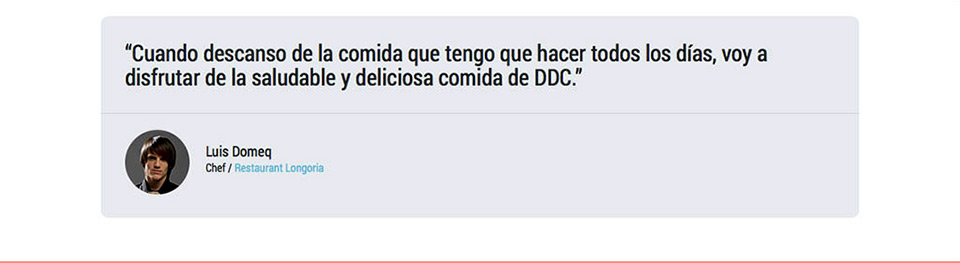 “Cuando descanso de la comida que tengo que hacer todos los días, voy a
disfrutar de la saludable y deliciosa comida de DDC.”
Luis Domeq
Chef / Restaurant Longoria